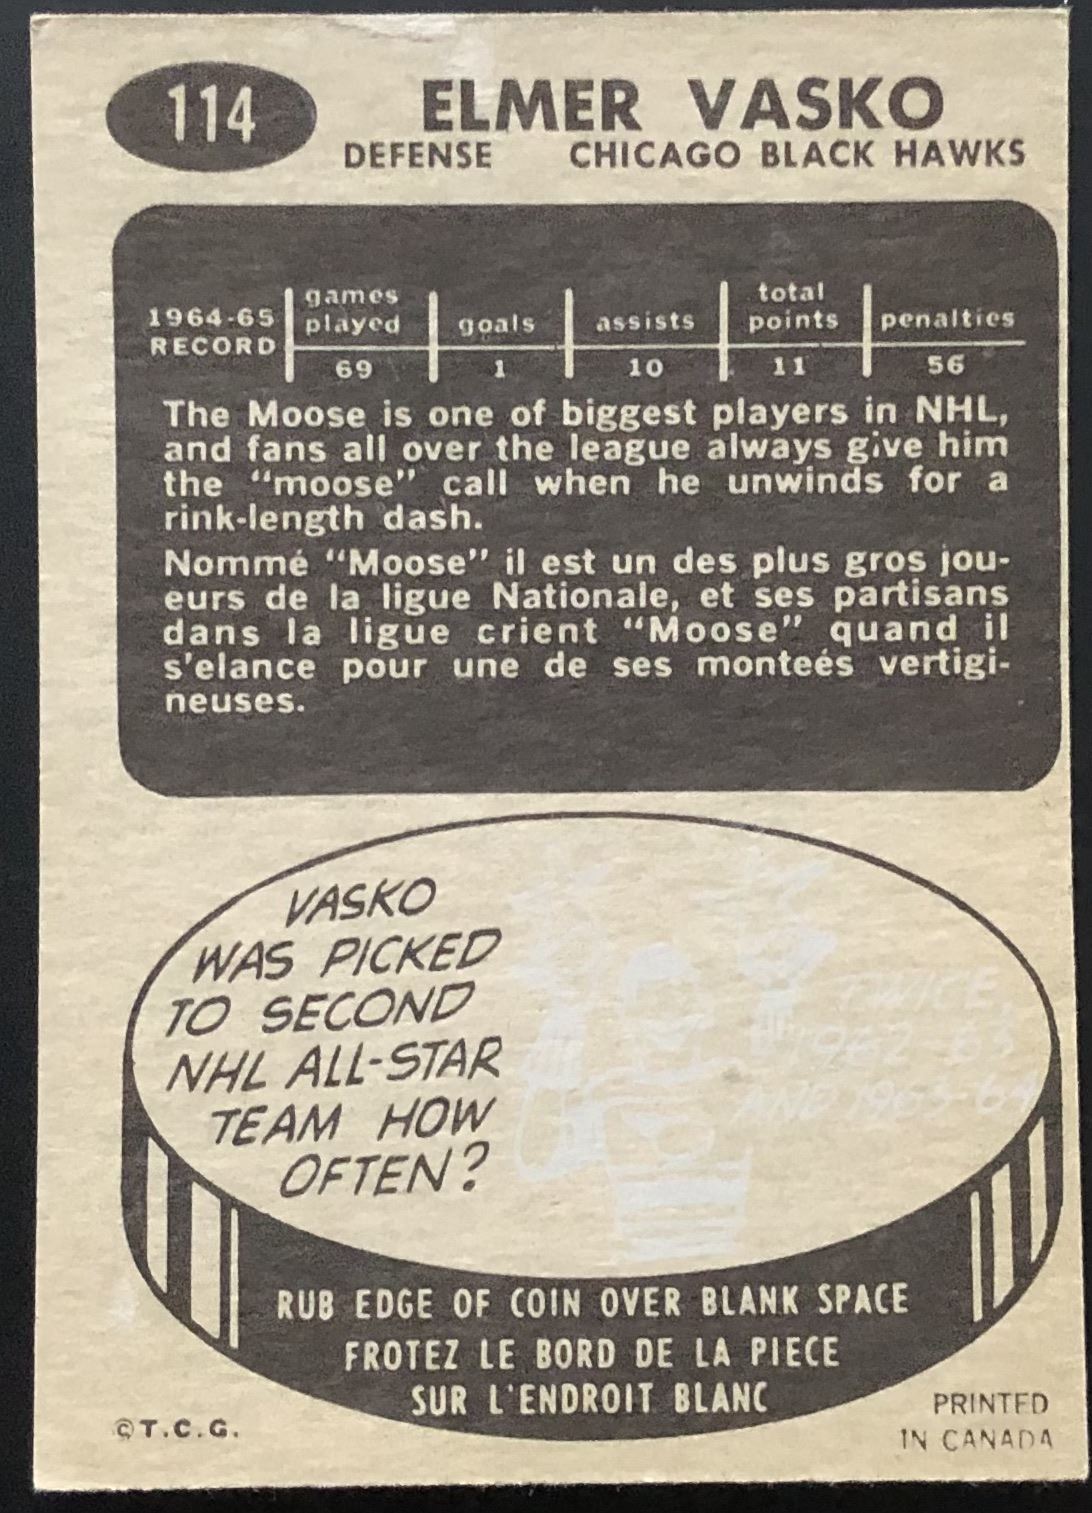 114
ELMER VASKO
DEFENSE CHICAGO BLACK HAWKS
1964-65 RECORD
games played goals assists total points penalties
69 1 10 11 56
The Moose is one of biggest players in NHL,
and fans all over the league always give him
the "moose" call when he unwinds for a
rink-length dash.
Nommé "Moose" il est un des plus gros jou-
eurs de la ligue Nationale, et ses partisans
dans la ligue crient "Moose" quand il
s'elance pour une de ses monteés vertigi-
neuses.
VASKO
WAS PICKED
TO SECOND
NHL ALL-STAR
TEAM HOW
OFTEN?
TWICE,
AND 1963-64
RUB EDGE OF COIN OVER BLANK SPACE
FROTEZ LE BORD DE LA PIECE
SUR L'ENDROIT BLANC
©T.C.G.
PRINTED
IN CANADA